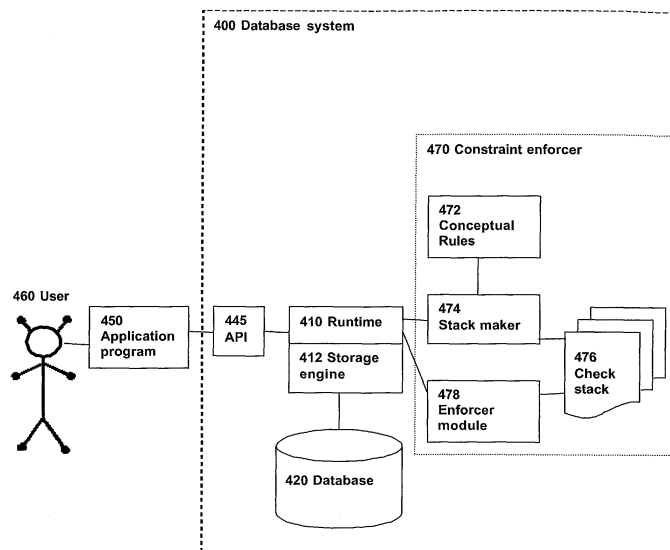 400 Database system
470 Constraint enforcer
472
Conceptual
Rules
460 User
450
Application
program
445
API
410 Runtime
412 Storage
engine
474
Stack maker
476
Check
stack
478
Enforcer
module
420 Database